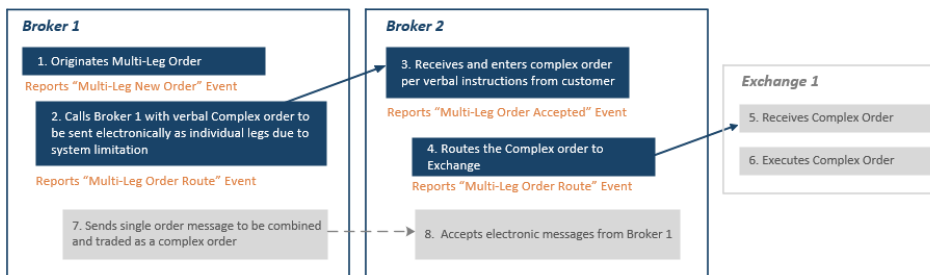 Broker 1
1. Originates Multi-Leg Order
Reports “Multi-Leg New Order” Event
2. Calls Broker 1 with verbal Complex order to
be sent electronically as individual legs due to
system limitation
Reports “Multi-Leg Order Route” Event
7. Sends single order message to be combined
and traded as a complex order
Broker 2
3. Receives and enters complex order
per verbal instructions from customer
Reports “Multi-Leg Order Accepted” Event
4. Routes the Complex order to
Exchange
Reports “Multi-Leg Order Route” Event
8. Accepts electronic messages from Broker 1
Exchange 1
5. Receives Complex Order
6. Executes Complex Order